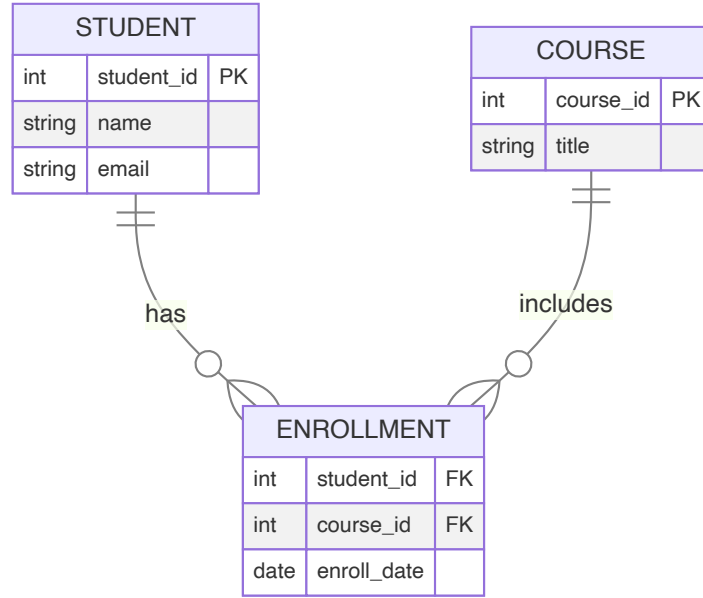 STUDENT
int student_id PK
string name
string email
COURSE
int course_id PK
string title
has
includes
ENROLLMENT
int student_id FK
int course_id FK
date enroll_date